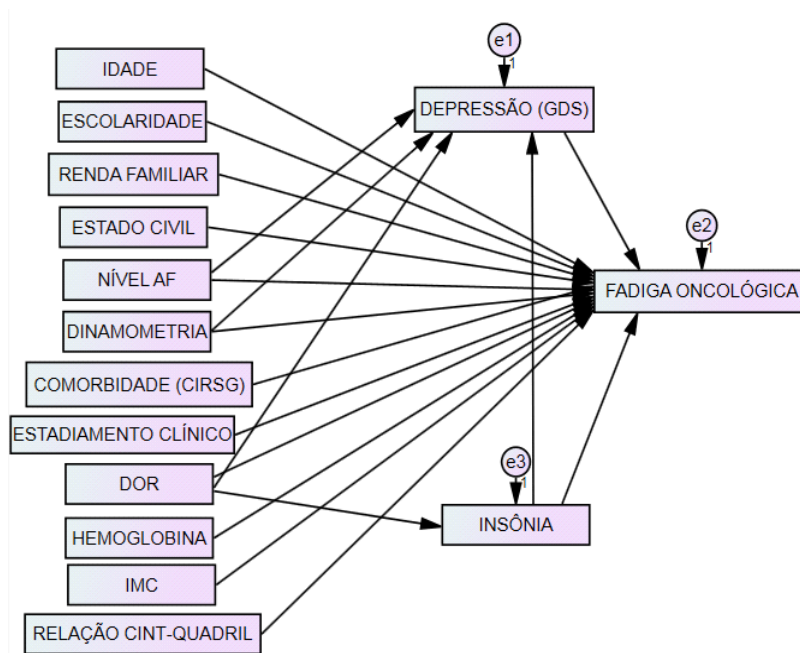 e1
1
IDADE
DEPRESSÃO (GDS)
ESCOLARIDADE
RENDA FAMILIAR
ESTADO CIVIL
e2
1
NÍVEL AF
FADIGA ONCOLÓGICA
DINAMOMETRIA
COMORBIDADE (CIRSG)
ESTADIAMENTO CLÍNICO
e3
1
DOR
INSÔNIA
HEMOGLOBINA
IMC
RELAÇÃO CINT-QUADRIL